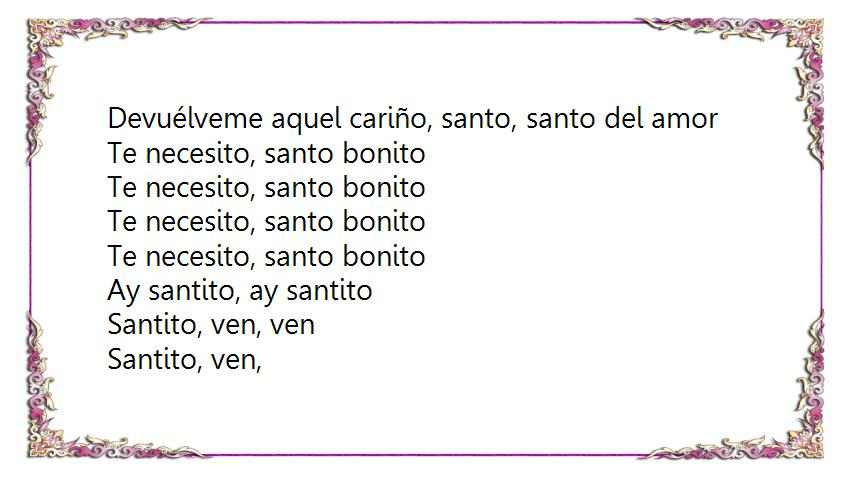 Devuélveme aquel cariño, santo, santo del amor
Te necesito, santo bonito
Te necesito, santo bonito
Te necesito, santo bonito
Te necesito, santo bonito
Ay santito, ay santito
Santito, ven, ven
Santito, ven,